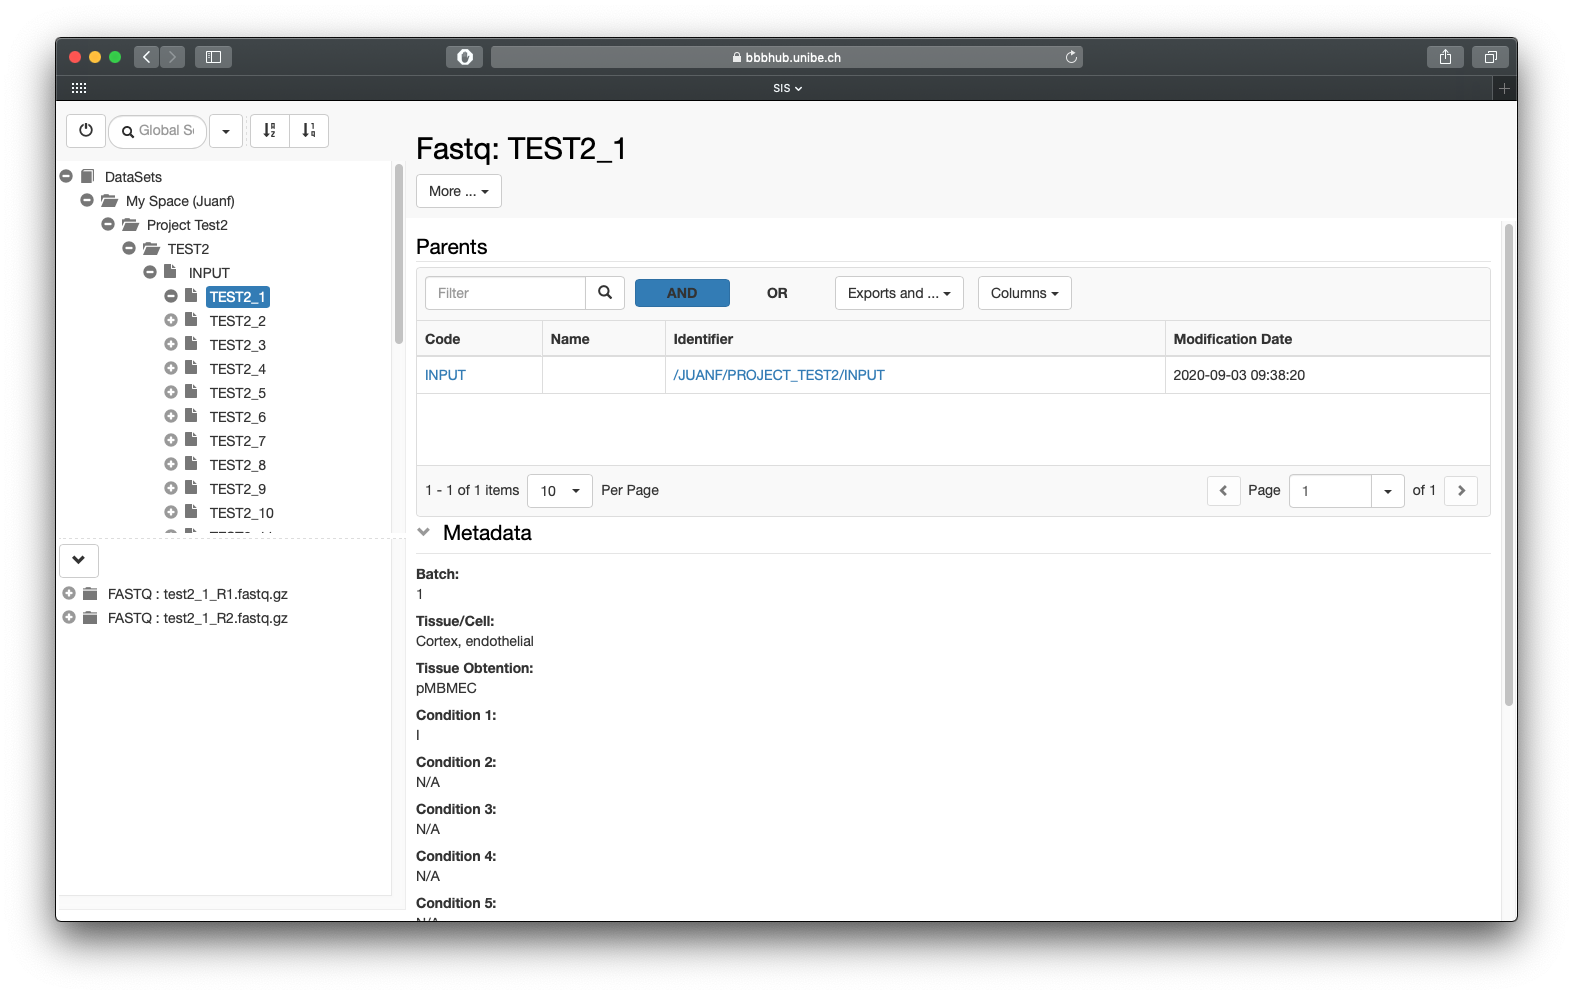 bbbhub.unibe.ch
SIS
Global S
DataSets
My Space (Juanf)
Project Test2
TEST2
INPUT
TEST2_1
TEST2_2
TEST2_3
TEST2_4
TEST2_5
TEST2_6
TEST2_7
TEST2_8
TEST2_9
TEST2_10
FASTQ : test2_1_R1.fastq.gz
FASTQ : test2_1_R2.fastq.gz
Fastq: TEST2_1
More ...
Parents
Filter AND OR Exports and ... Columns
Code Name Identifier Modification Date
INPUT /JUANF/PROJECT_TEST2/INPUT 2020-09-03 09:38:20
1 - 1 of 1 items 10 Per Page Page 1 of 1
Metadata
Batch:
1
Tissue/Cell:
Cortex, endothelial
Tissue Obtention:
pMBMEC
Condition 1:
I
Condition 2:
N/A
Condition 3:
N/A
Condition 4:
N/A
Condition 5:
N/A